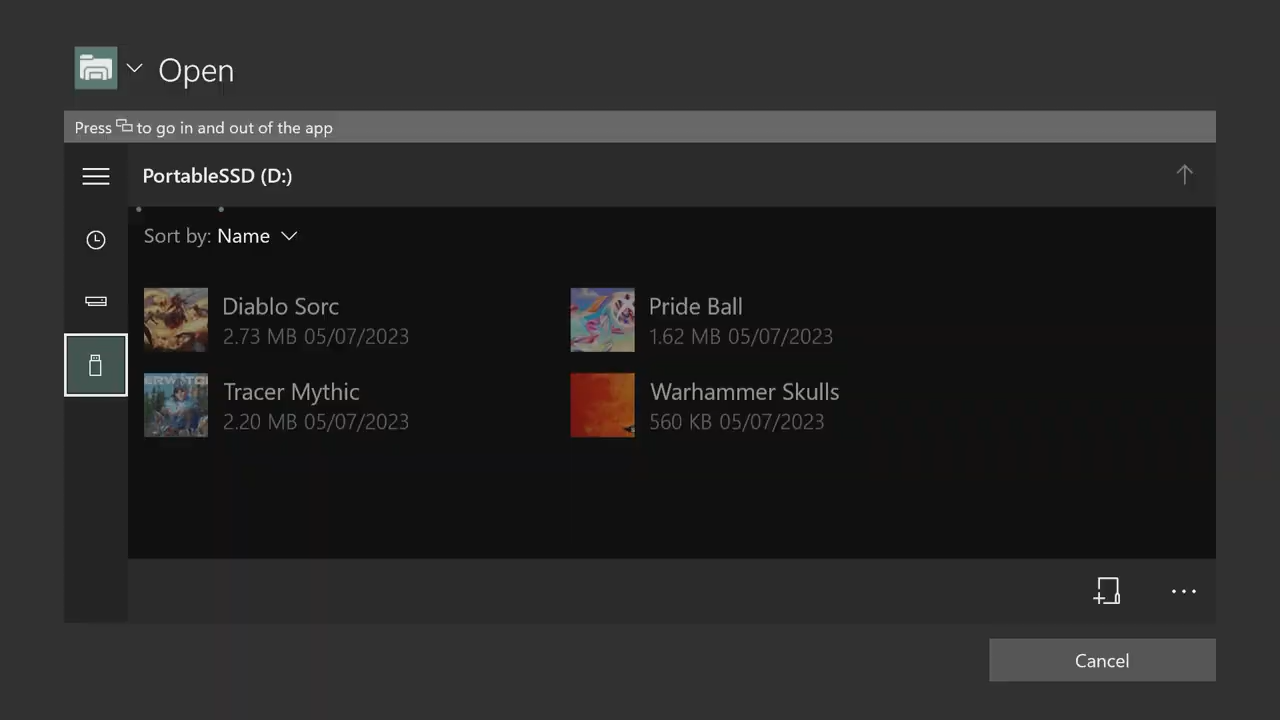 Open
Press to go in and out of the app
PortableSSD (D:)
Sort by: Name
Diablo Sorc
2.73 MB 05/07/2023
Pride Ball
1.62 MB 05/07/2023
Tracer Mythic
2.20 MB 05/07/2023
Warhammer Skulls
560 KB 05/07/2023
Cancel